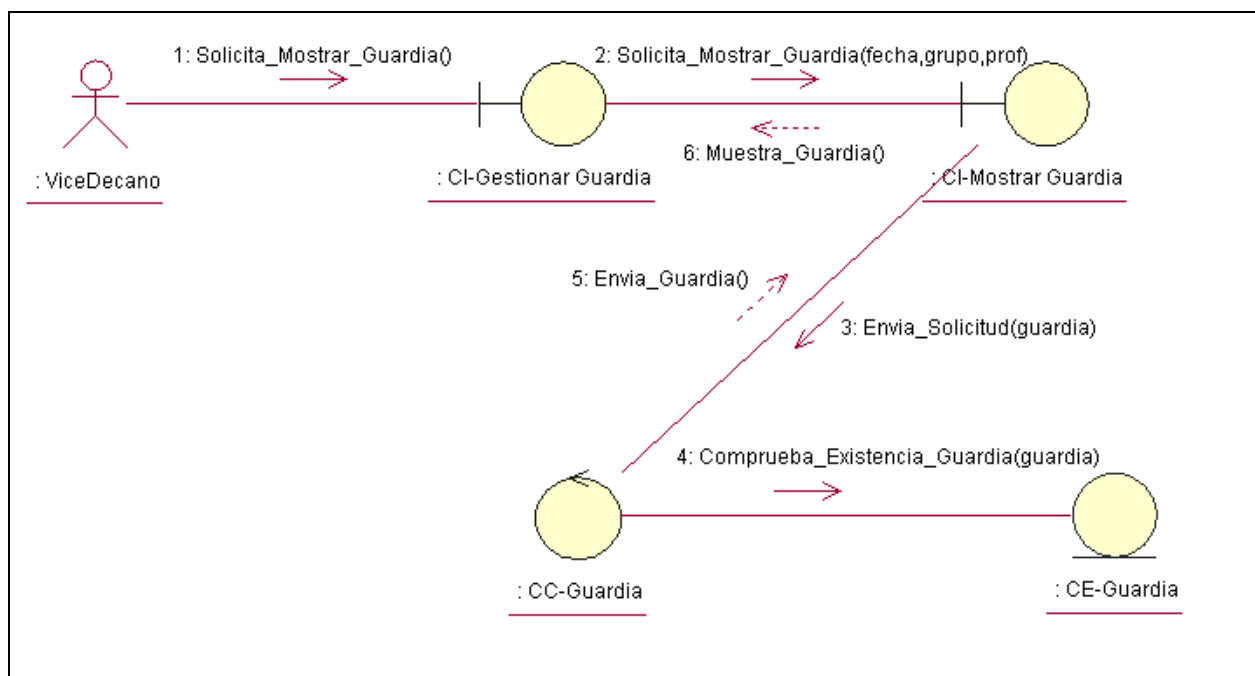 1: Solicita_Mostrar_Guardia()
2: Solicita_Mostrar_Guardia(fecha,grupo,prof)
6: Muestra_Guardia()
: ViceDecano
: CI-Gestionar Guardia
: CI-Mostrar Guardia
5: Envia_Guardia()
3: Envia_Solicitud(guardia)
4: Comprueba_Existencia_Guardia(guardia)
: CC-Guardia
: CE-Guardia